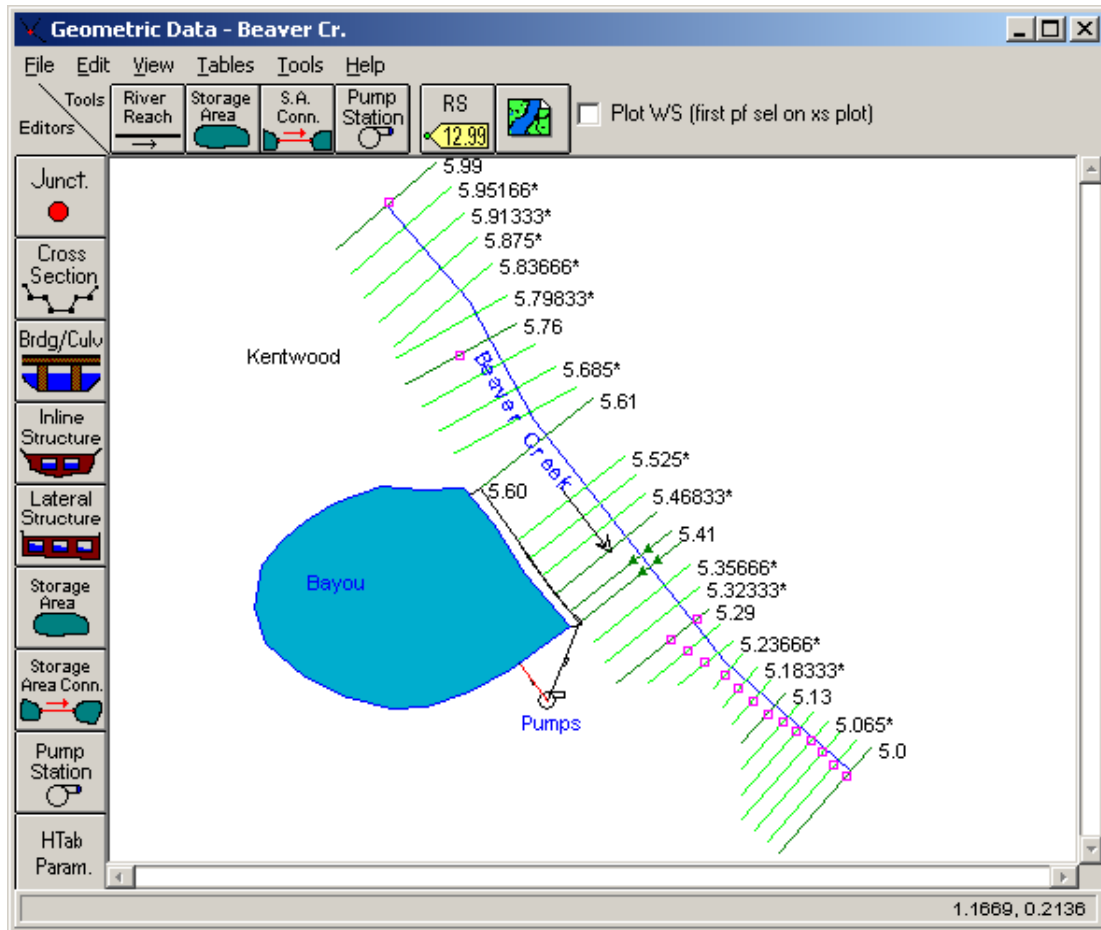 Geometric Data - Beaver Cr.
File Edit View Tables Tools Help
Tools
Editors
River
Reach
Storage
Area
S.A.
Conn.
Pump
Station
RS
12.99
Plot WS (first pf sel on xs plot)
Junct.
Cross
Section
Brdg/Culv
Inline
Structure
Lateral
Structure
Storage
Area
Storage
Area Conn.
Pump
Station
HTab
Param.
5.99
5.95166*
5.91333*
5.875*
5.83666*
5.79833*
5.76
Kentwood
5.685*
5.61
Beaver Creek
5.525*
5.60
5.46833*
5.41
5.35666*
Bayou
5.32333*
5.29
5.23666*
5.18333*
5.13
Pumps
5.065*
5.0
1.1669, 0.2136